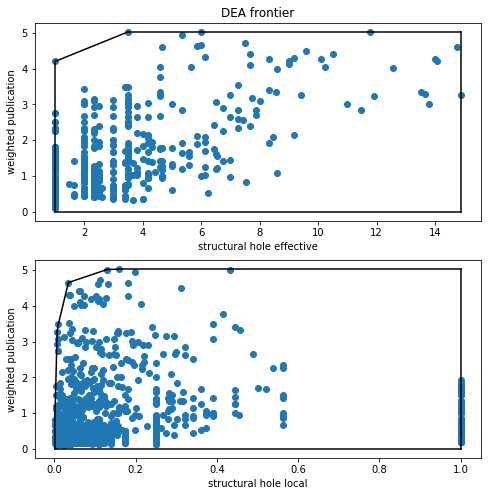 DEA frontier
weighted publication
5
4
3
2
1
0
2 4 6 8 10 12 14
structural hole effective
weighted publication
5
4
3
2
1
0
0.0 0.2 0.4 0.6 0.8 1.0
structural hole local